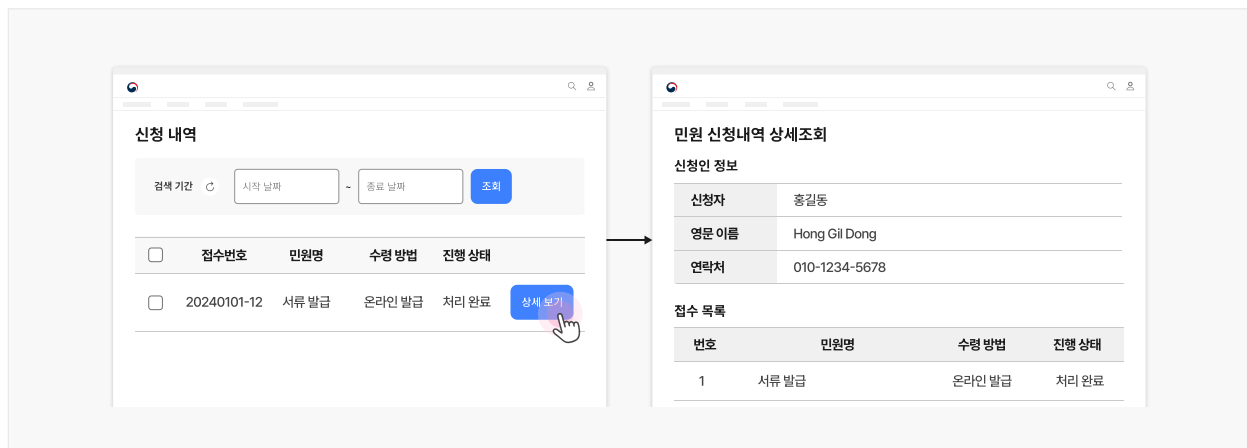 신청 내역
검색 기간 시작 날짜 ~ 종료 날짜 조회
접수번호 민원명 수령 방법 진행 상태
20240101-12 서류 발급 온라인 발급 처리 완료 상세 보기
민원 신청내역 상세조회
신청인 정보
신청자 홍길동
영문 이름 Hong Gil Dong
연락처 010-1234-5678
접수 목록
번호 민원명 수령 방법 진행 상태
1 서류 발급 온라인 발급 처리 완료